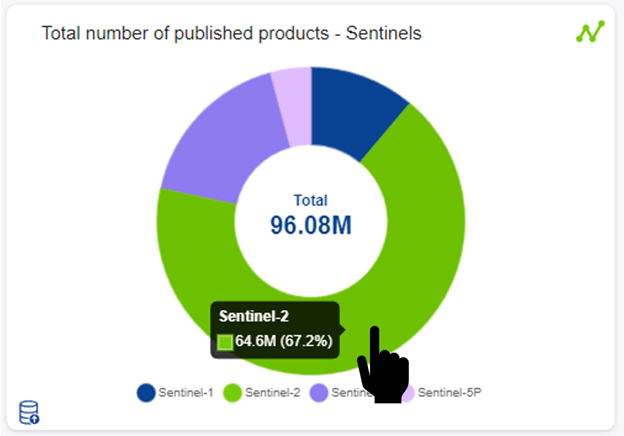 Total number of published products - Sentinels
Total
96.08M
Sentinel-2
64.6M (67.2%)
Sentinel-1 Sentinel-2 Sentinel-5P